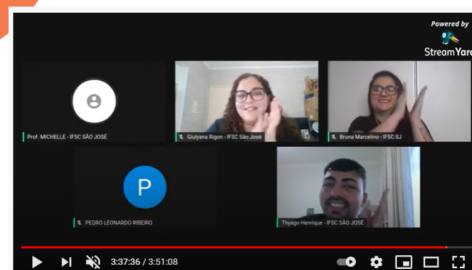 Powered by
StreamYard
Prof. MICHELLE - IFSC SÃO JOSÉ
Giulyana Rigon - IFSC São José
Bruna Marcelino - IFSC SJ
P
PEDRO LEONARDO RIBEIRO
Thyago Henrique - IFSC SÃO JOSÉ
3:37:36 / 3:51:08